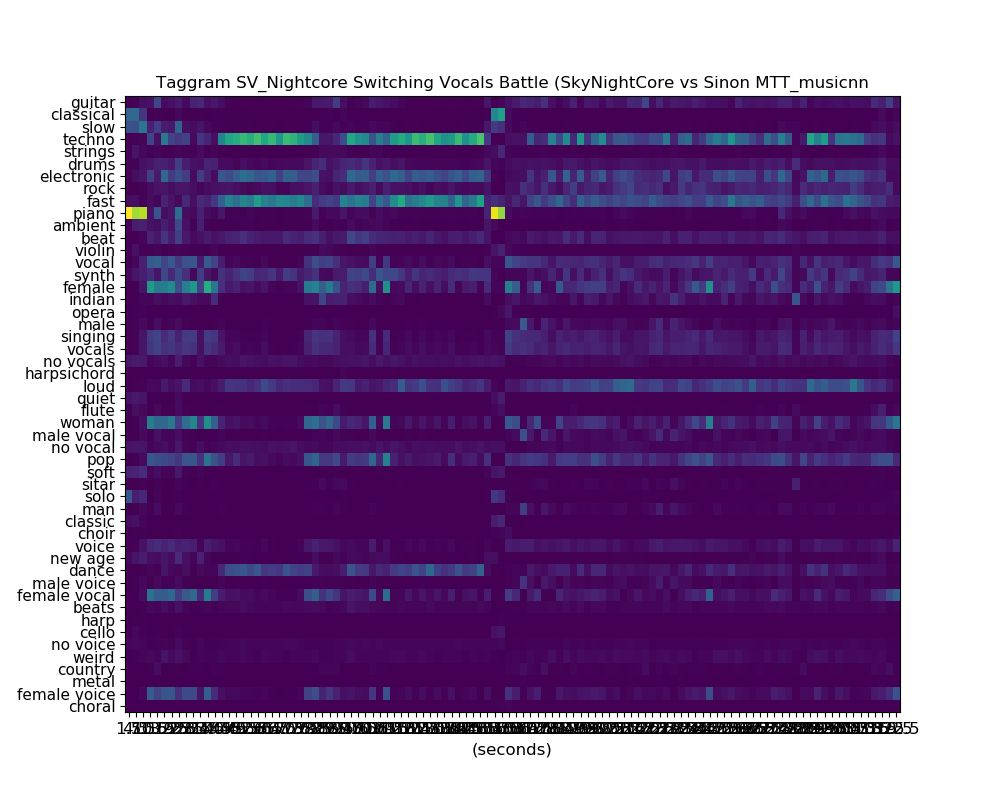 Taggram SV_Nightcore Switching Vocals Battle (SkyNightCore vs Sinon MTT_musicnn
guitar
classical
slow
techno
strings
drums
electronic
rock
fast
piano
ambient
beat
violin
vocal
synth
female
indian
opera
male
singing
vocals
no vocals
harpsichord
loud
quiet
flute
woman
male vocal
no vocal
pop
soft
sitar
solo
man
classic
choir
voice
new age
dance
male voice
female vocal
beats
harp
cello
no voice
weird
country
metal
female voice
choral
(seconds)